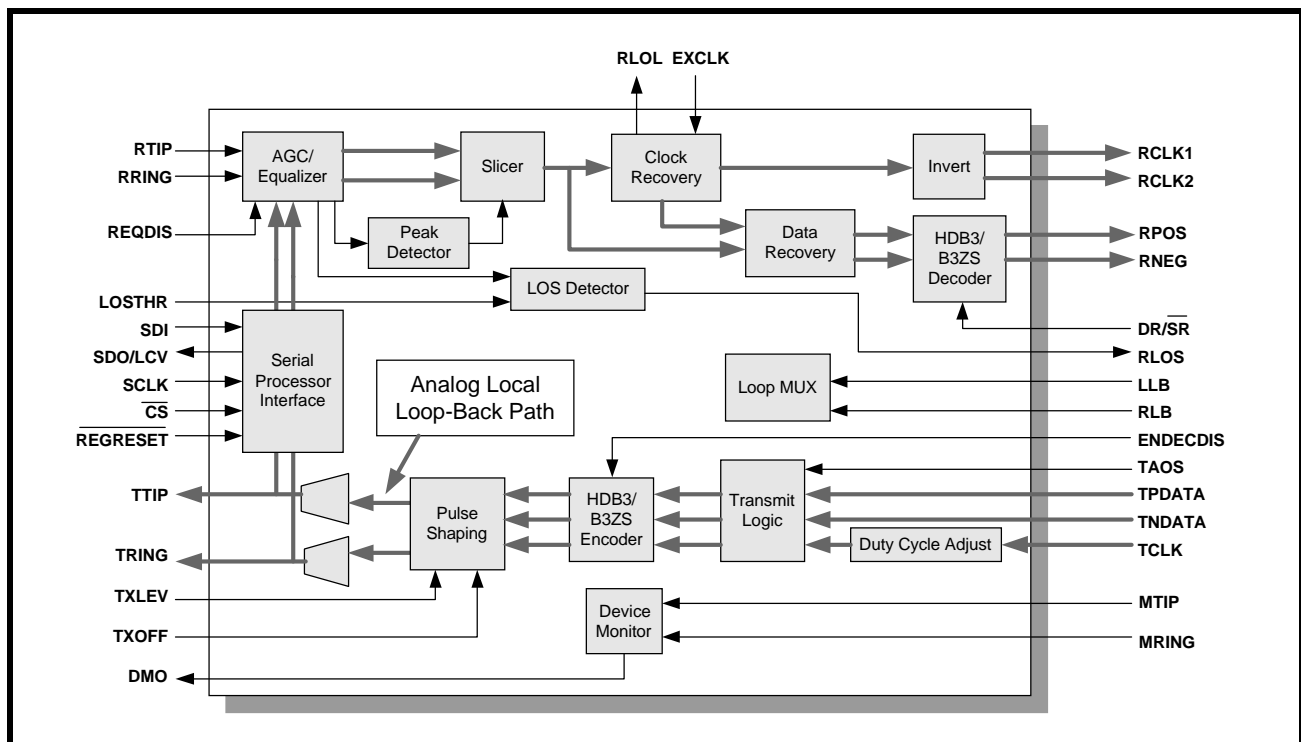 RLOL EXCLK
RTIP
RRING
REQDIS
LOSTHR
SDI
SDO/LCV
SCLK
CS
REGRESET
TTIP
TRING
TXLEV
TXOFF
DMO
AGC/
Equalizer
Slicer
Peak
Detector
LOS Detector
Clock
Recovery
Data
Recovery
Invert
HDB3/
B3ZS
Decoder
Serial
Processor
Interface
Analog Local
Loop-Back Path
Loop MUX
Pulse
Shaping
HDB3/
B3ZS
Encoder
Transmit
Logic
Duty Cycle Adjust
Device
Monitor
RCLK1
RCLK2
RPOS
RNEG
DR/SR
RLOS
LLB
RLB
ENDECDIS
TAOS
TPDATA
TNDATA
TCLK
MTIP
MRING